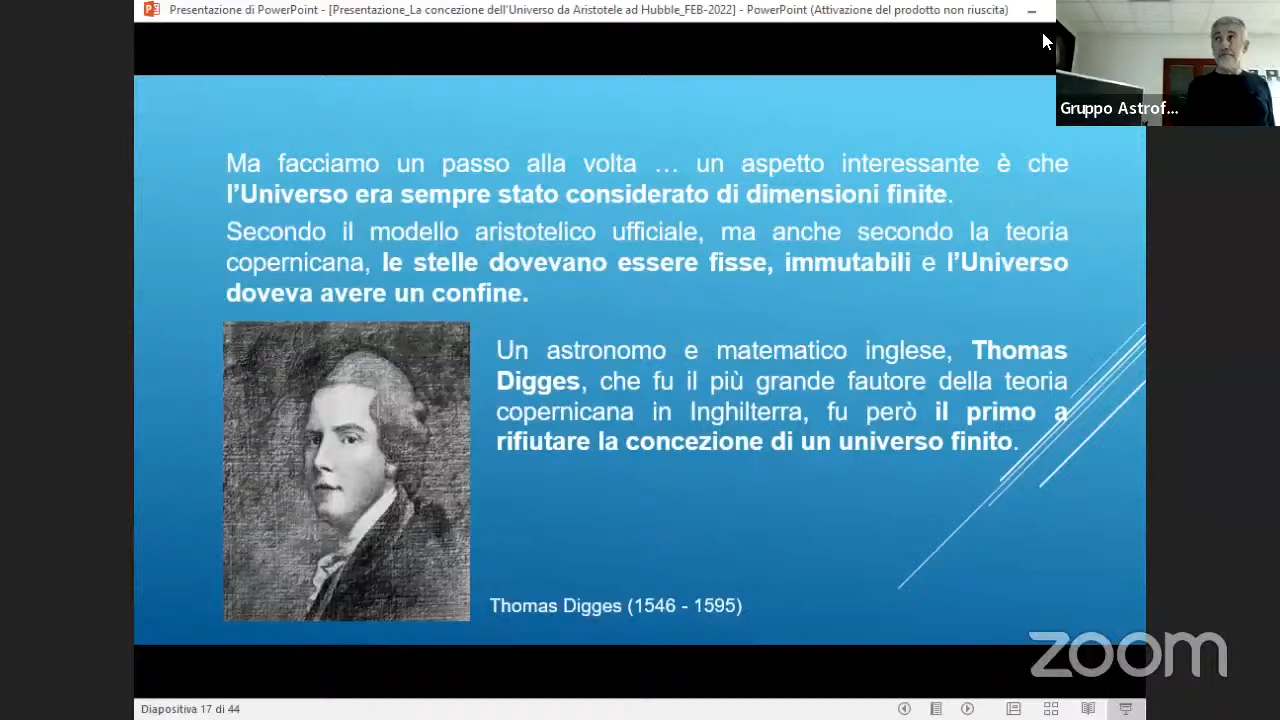 Presentazione di PowerPoint - [Presentazione_La concezione dell'Universo da Aristotele ad Hubble_FEB-2022] - PowerPoint (Attivazione del prodotto non riuscita)
Gruppo Astrof...
Ma facciamo un passo alla volta … un aspetto interessante è che
l’Universo era sempre stato considerato di dimensioni finite.
Secondo il modello aristotelico ufficiale, ma anche secondo la teoria
copernicana, le stelle dovevano essere fisse, immutabili e l’Universo
doveva avere un confine.
Un astronomo e matematico inglese, Thomas
Digges, che fu il più grande fautore della teoria
copernicana in Inghilterra, fu però il primo a
rifiutare la concezione di un universo finito.
Thomas Digges (1546 - 1595)
zoom
Diapositiva 17 di 44